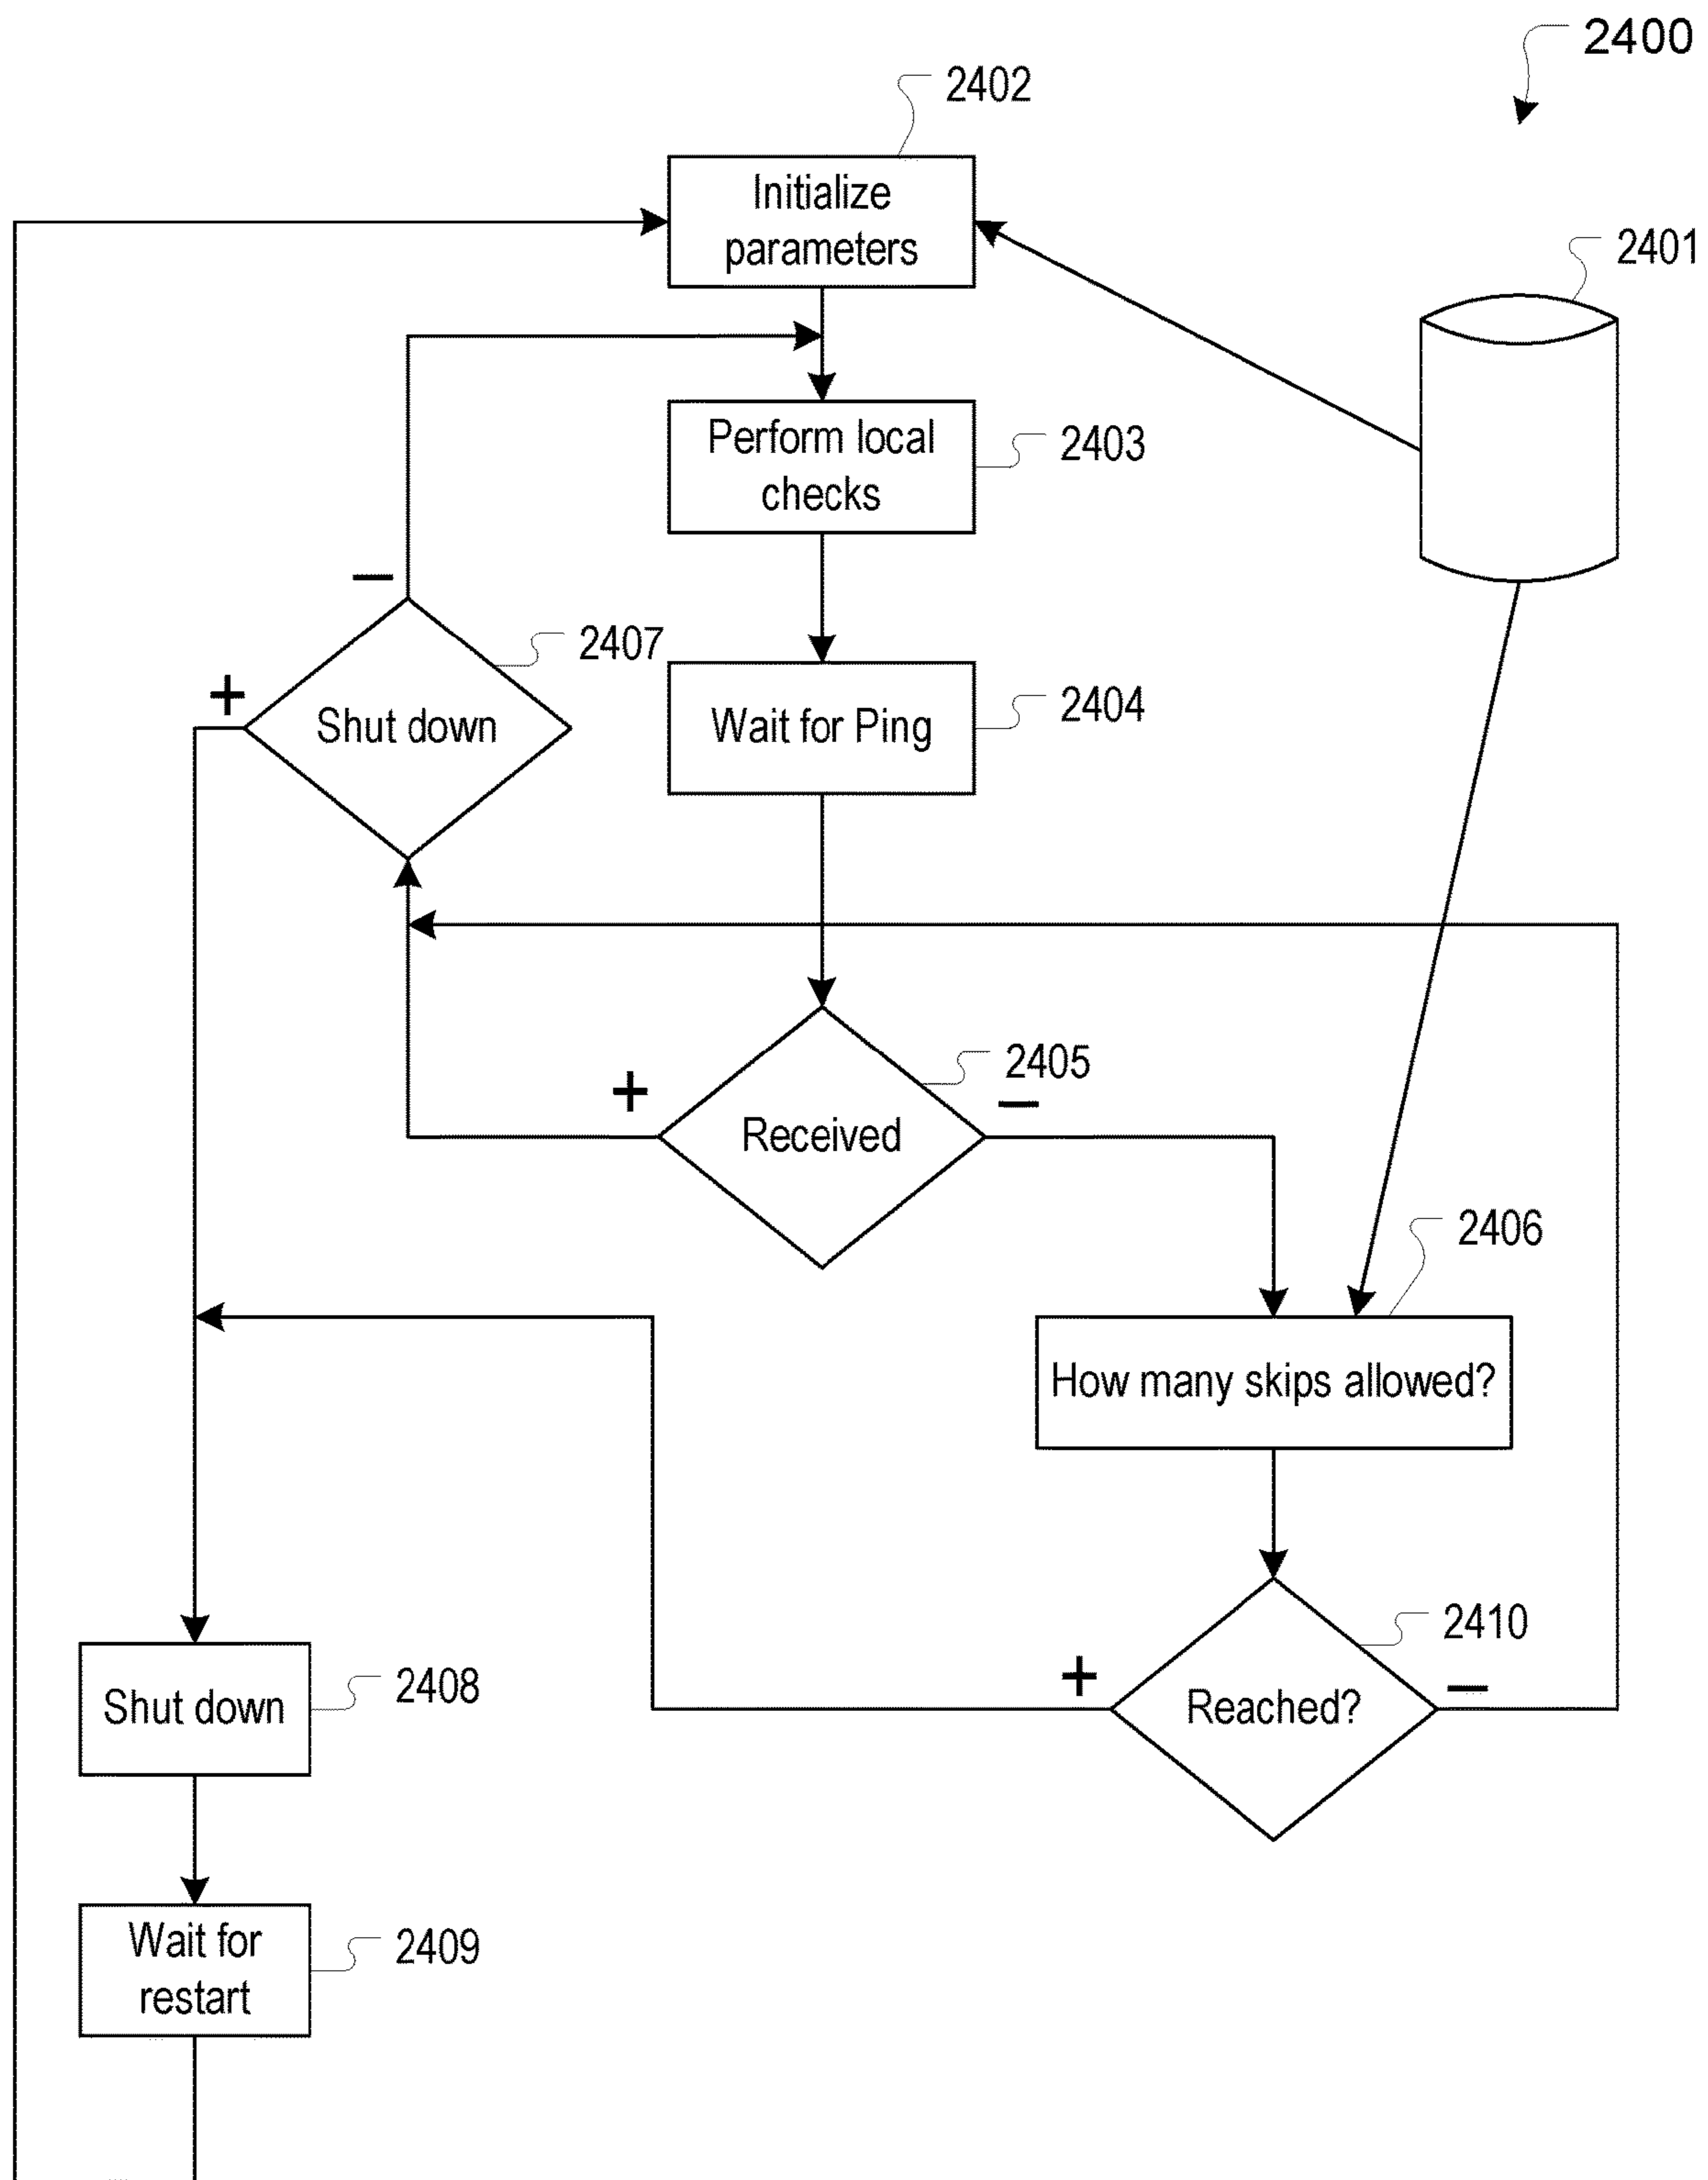 2400
2402
Initialize
parameters
2401
Perform local
checks
2403
−
2407
+
Shut down
Wait for Ping
2404
2405
+
−
Received
2406
How many skips allowed?
2410
+
−
Reached?
Shut down
2408
Wait for
restart
2409